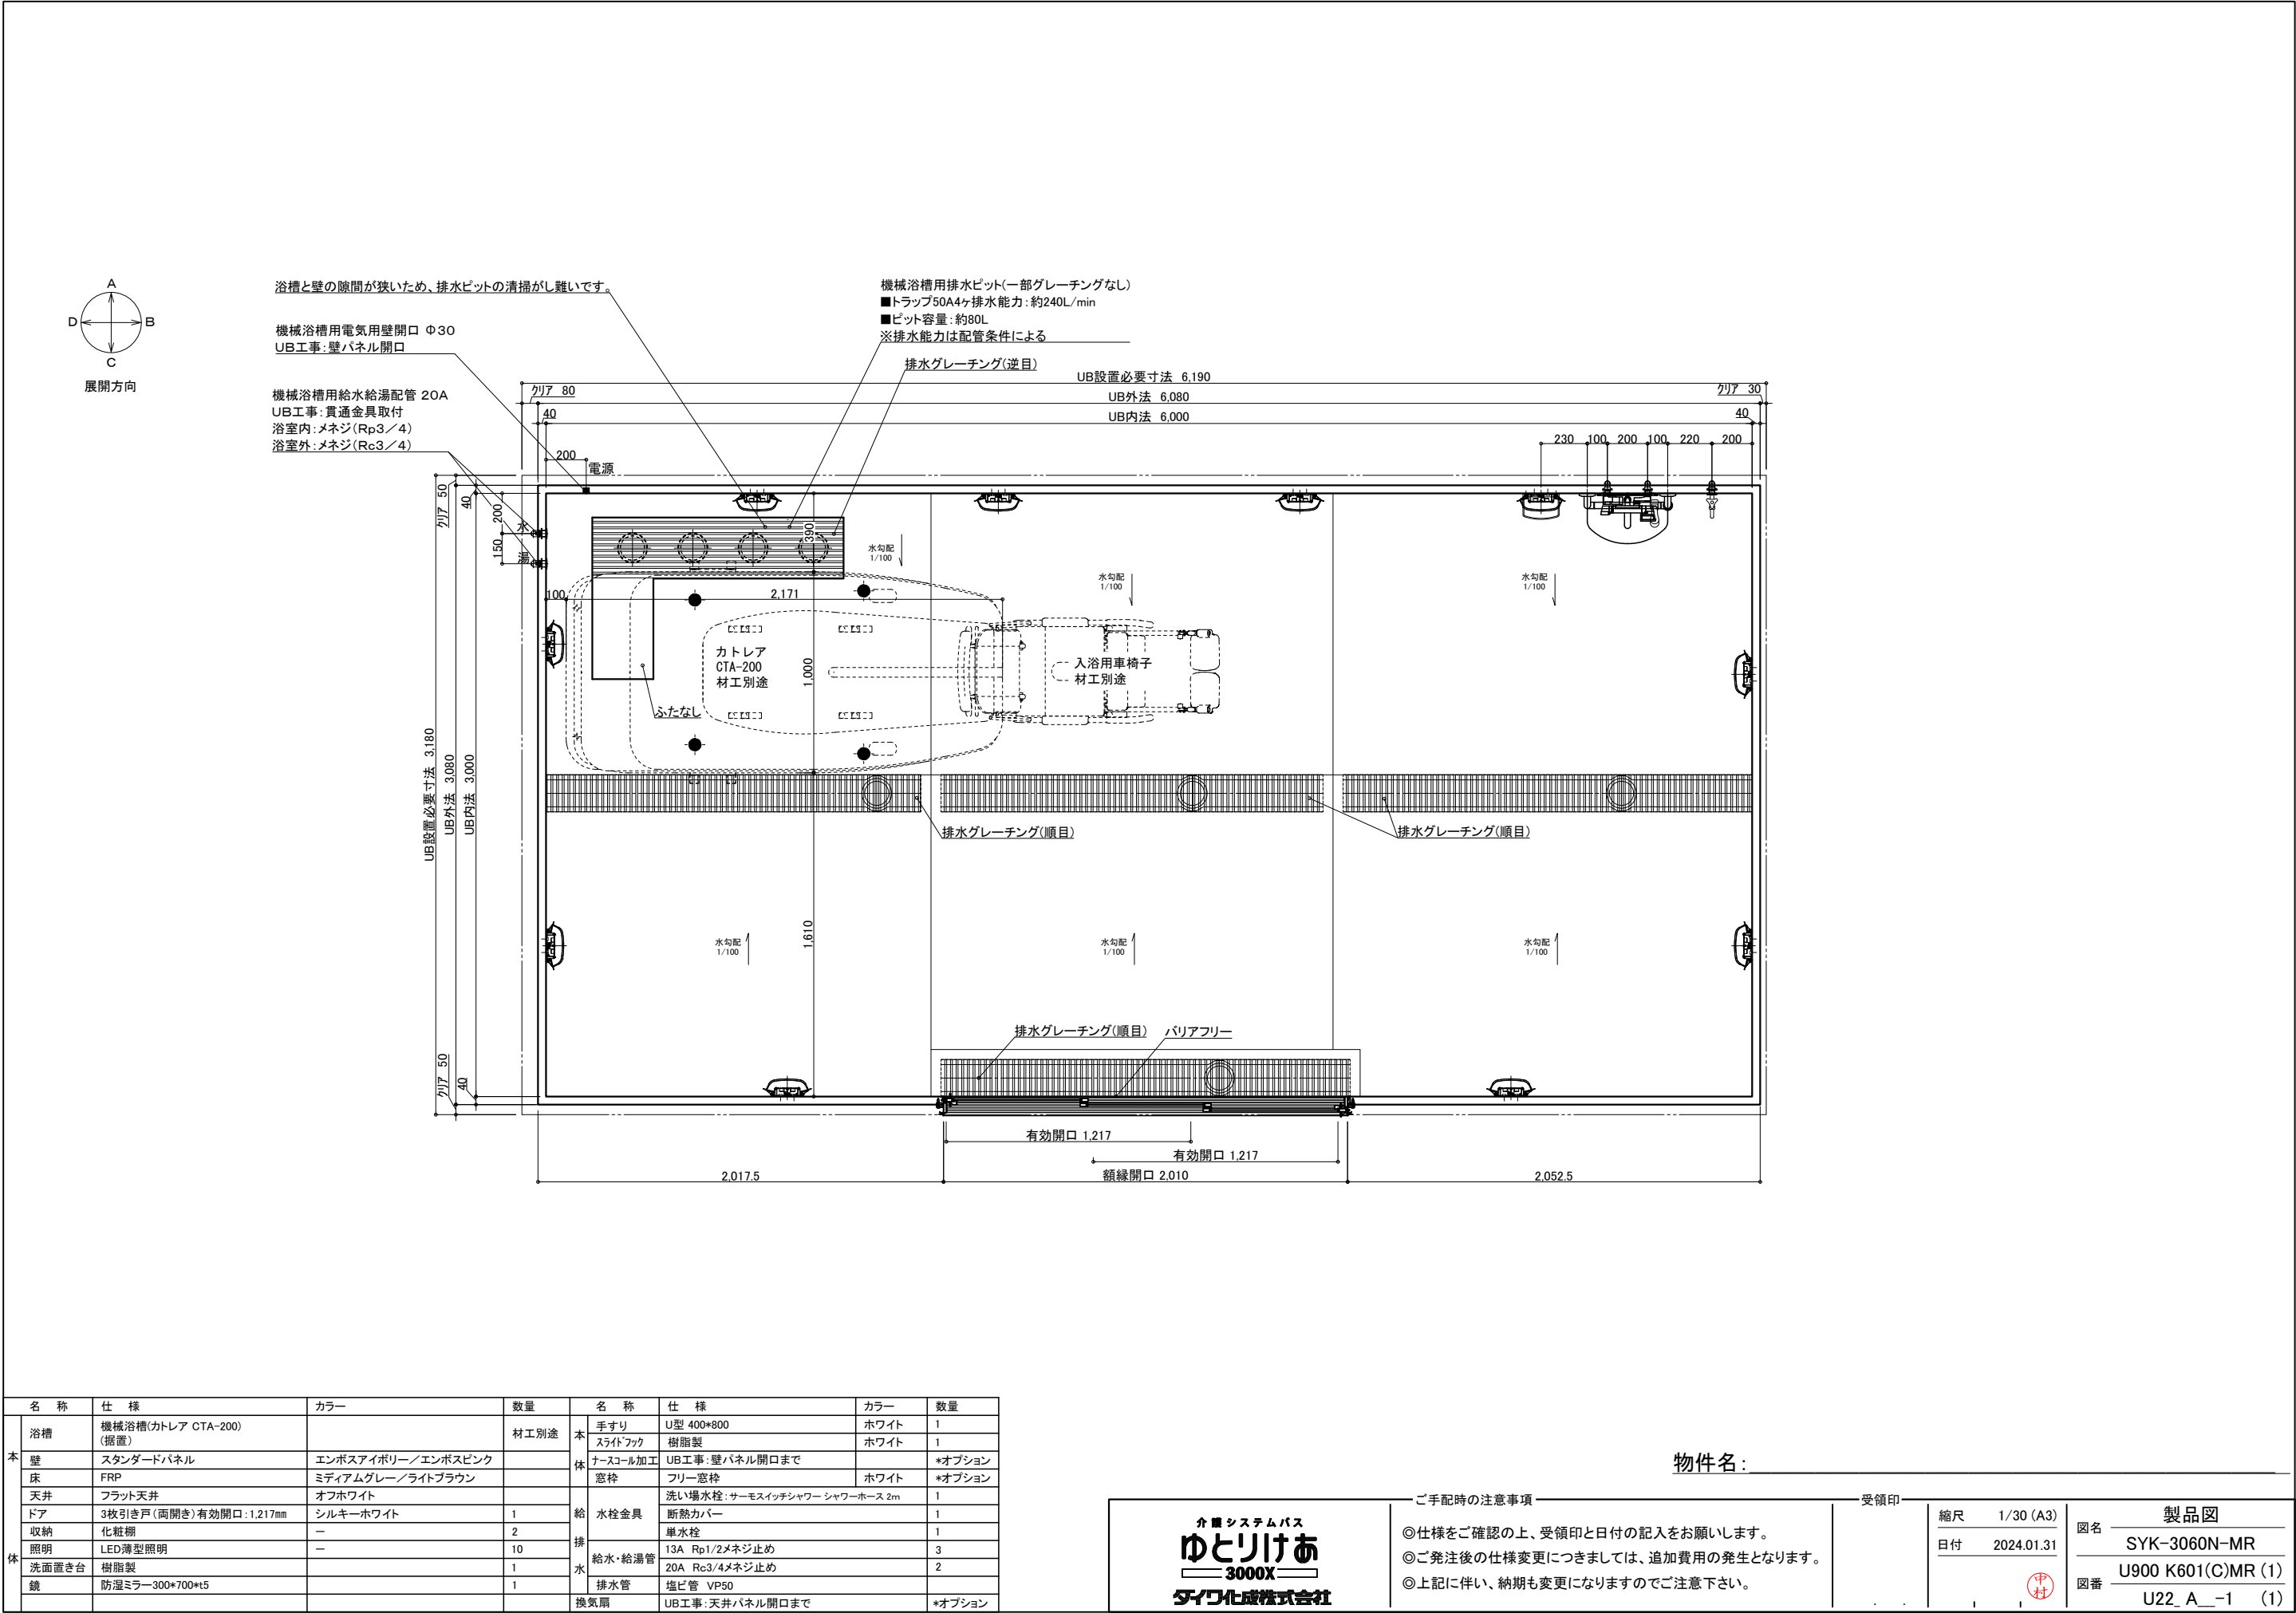 A
D B
C
展開方向
浴槽と壁の隙間が狭いため、排水ピットの清掃がし難いです。
機械浴槽用電気用壁開口 Φ30
UB工事:壁パネル開口
機械浴槽用給水給湯配管 20A
UB工事:貫通金具取付
浴室内:メネジ(Rp3/4)
浴室外:メネジ(Rc3/4)
機械浴槽用排水ピット(一部グレーチングなし)
■トラップ50A4ヶ排水能力:約240L/min
■ピット容量:約80L
※排水能力は配管条件による
排水グレーチング(逆目)
UB設置必要寸法 6,190
クリア 80
クリア 30
UB外法 6,080
40
UB内法 6,000
40
230 100 200 100 220 200
200
電源
クリア 50
40
200
水
150
湯
390
水勾配
1/100
水勾配
1/100
水勾配
1/100
100
2,171
カトレア
CTA-200
材工別途
1,000
入浴用車椅子
材工別途
ふたなし
UB設置必要寸法 3,180
UB外法 3,080
UB内法 3,000
排水グレーチング(順目)
排水グレーチング(順目)
1,610
水勾配
1/100
水勾配
1/100
水勾配
1/100
排水グレーチング(順目)
バリアフリー
クリア 50
40
有効開口 1,217
有効開口 1,217
2,017.5
額縁開口 2,010
2,052.5
名 称 仕 様 カラー 数量 名 称 仕 様 カラー 数量
本体
浴槽 機械浴槽(カトレア CTA-200) (据置) 材工別途
壁 スタンダードパネル エンボスアイボリー/エンボスピンク
床 FRP ミディアムグレー/ライトブラウン
天井 フラット天井 オフホワイト
ドア 3枚引き戸(両開き)有効開口:1,217mm シルキーホワイト 1
収納 化粧棚 － 2
照明 LED薄型照明 － 10
洗面置き台 樹脂製 1
鏡 防湿ミラー300*700*t5 1
本体
手すり U型 400*800 ホワイト 1
スライドフック 樹脂製 ホワイト 1
ナースコール加工 UB工事:壁パネル開口まで *オプション
窓枠 フリー窓枠 ホワイト *オプション
給排水
水栓金具 洗い場水栓:サーモスイッチシャワー シャワーホース 2m 1
断熱カバー 1
単水栓 1
給水・給湯管 13A Rp1/2メネジ止め 3
20A Rc3/4メネジ止め 2
排水管 塩ビ管 VP50
換気扇 UB工事:天井パネル開口まで *オプション
物件名:
介護システムバス
ゆとりけあ
3000X
ダイワ化成株式会社
ご手配時の注意事項
◎仕様をご確認の上、受領印と日付の記入をお願いします。
◎ご発注後の仕様変更につきましては、追加費用の発生となります。
◎上記に伴い、納期も変更になりますのでご注意下さい。
受領印
縮尺 1/30 (A3)
日付 2024.01.31
中村
図名 製品図
SYK-3060N-MR
図番 U900 K601(C)MR (1)
U22_A__-1 (1)